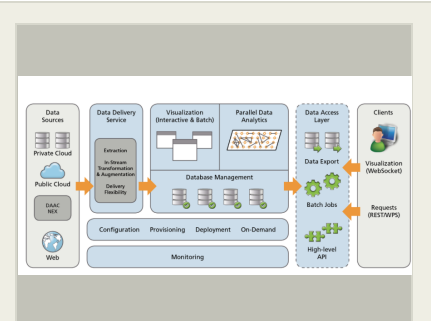 Data
Sources
Private Cloud
Public Cloud
DAAC
NEX
Web
Data Delivery
Service
Extraction
In-Stream
Transformation
& Augmentation
Delivery
Flexibility
Visualization
(Interactive & Batch)
Parallel Data
Analytics
Database Management
Configuration Provisioning Deployment On-Demand
Monitoring
Data Access
Layer
Data Export
Batch Jobs
High-level
API
Clients
Visualization
(WebSocket)
Requests
(REST/WPS)